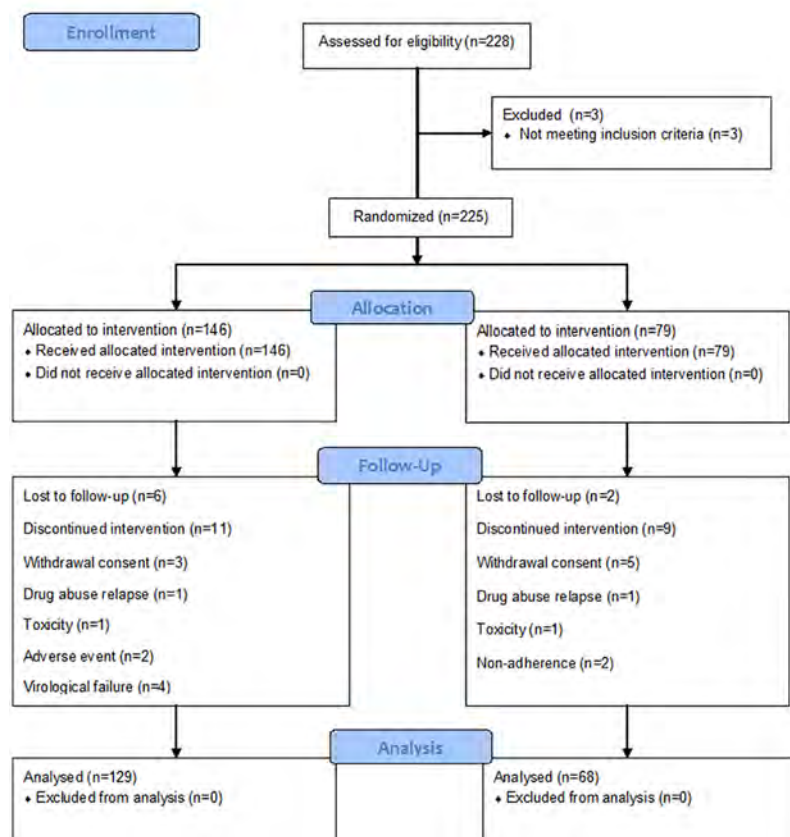 Enrollment
Assessed for eligibility (n=228)
Excluded (n=3)
⬥ Not meeting inclusion criteria (n=3)
Randomized (n=225)
Allocation
Allocated to intervention (n=146)
⬥ Received allocated intervention (n=146)
⬥ Did not receive allocated intervention (n=0)
Allocated to intervention (n=79)
⬥ Received allocated intervention (n=79)
⬥ Did not receive allocated intervention (n=0)
Follow-Up
Lost to follow-up (n=6)
Discontinued intervention (n=11)
Withdrawal consent (n=3)
Drug abuse relapse (n=1)
Toxicity (n=1)
Adverse event (n=2)
Virological failure (n=4)
Lost to follow-up (n=2)
Discontinued intervention (n=9)
Withdrawal consent (n=5)
Drug abuse relapse (n=1)
Toxicity (n=1)
Non-adherence (n=2)
Analysis
Analysed (n=129)
⬥ Excluded from analysis (n=0)
Analysed (n=68)
⬥ Excluded from analysis (n=0)